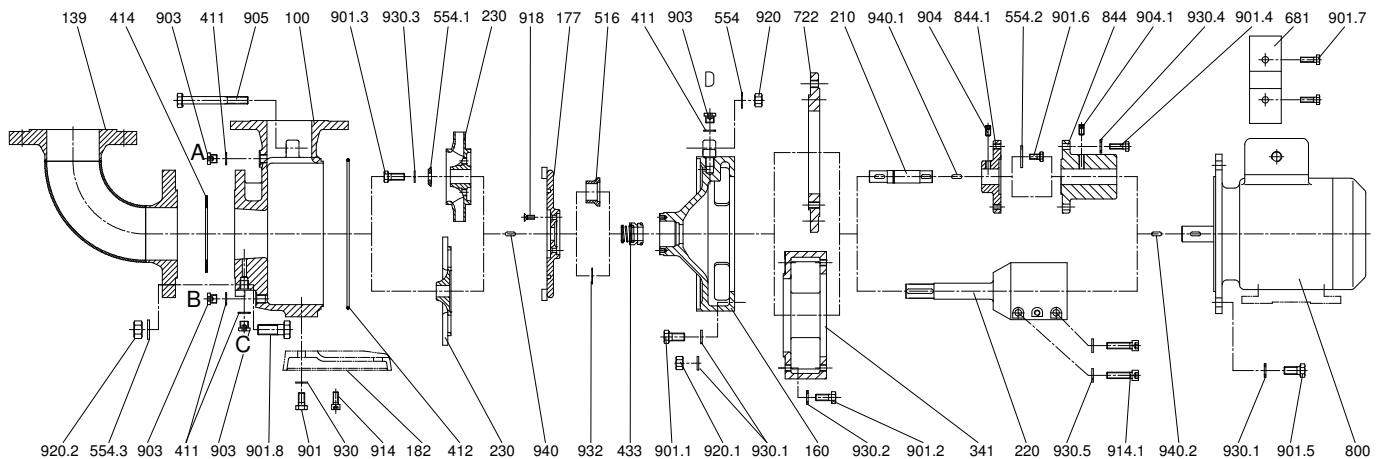 139 414 903 411 905 100 901.3 930.3 554.1 230 918 177 516 411 903 554 920 722 210 940.1 904 844.1 554.2 901.6 844 904.1 930.4 901.4 681 901.7
D
A
B
C
920.2 554.3 903 411 903 901.8 901 930 914 182 412 230 940 932 433 901.1 920.1 930.1 160 930.2 901.2 341 220 930.5 914.1 940.2 930.1 901.5 800